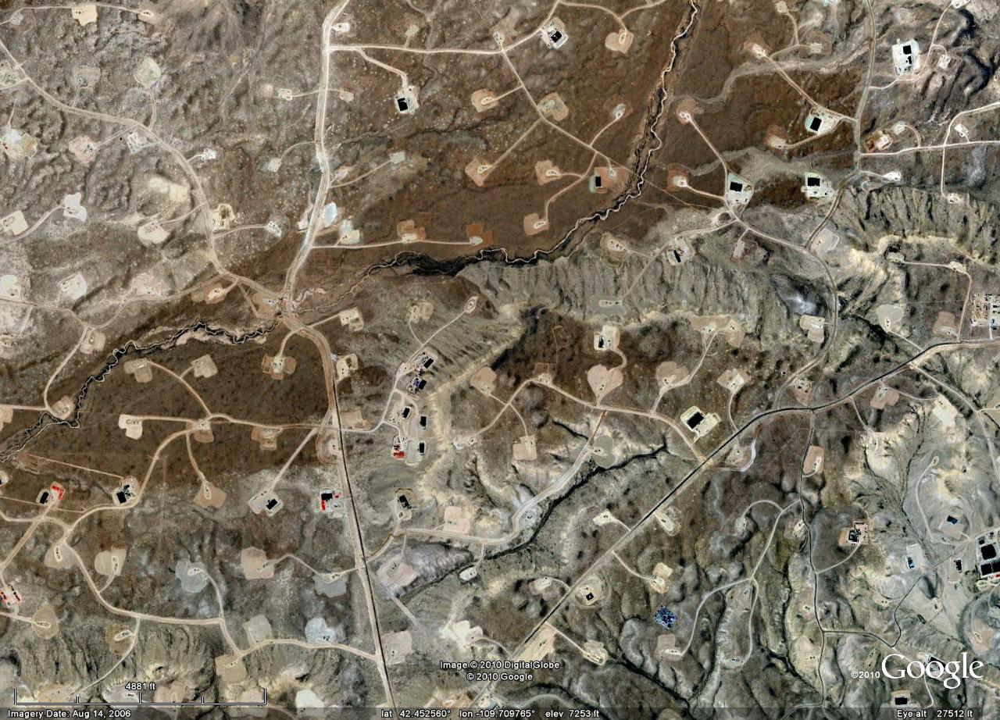 Image © 2010 DigitalGlobe
© 2010 Google
©2010 Google
4881 ft
Imagery Date: Aug 14, 2006
lat 42.452560° lon -109.709765° elev 7253 ft
Eye alt 27512 ft